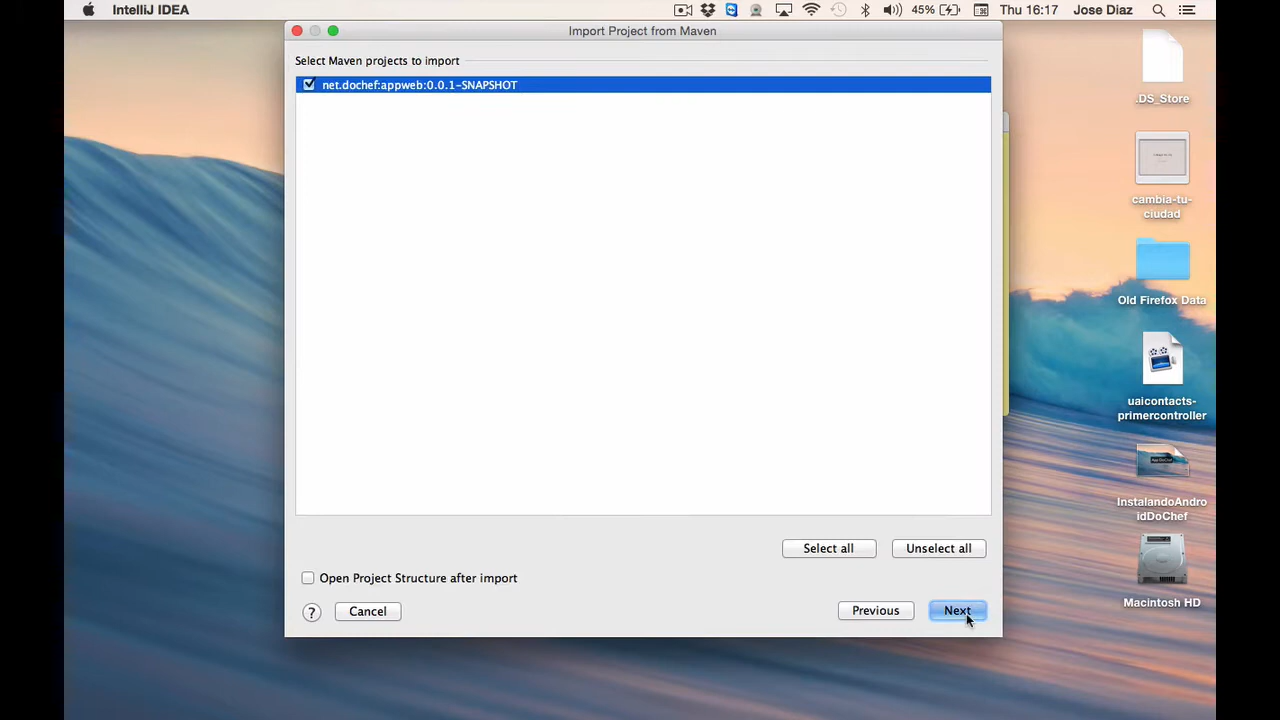 IntelliJ IDEA
45%
Thu 16:17
Jose Diaz
Import Project from Maven
Select Maven projects to import
net.dochef:appweb:0.0.1-SNAPSHOT
Select all
Unselect all
Open Project Structure after import
?
Cancel
Previous
Next
.DS_Store
cambia-tu-
ciudad
Old Firefox Data
uaicontacts-
primercontroller
InstalandoAndro
idDoChef
Macintosh HD